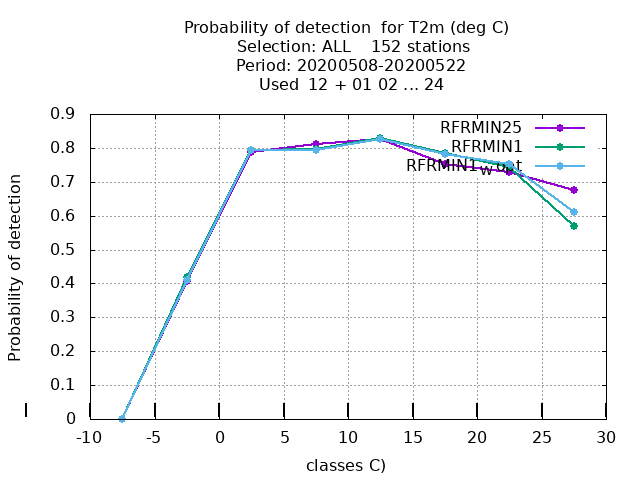 Probability of detection for T2m (deg C)
Selection: ALL 152 stations
Period: 20200508-20200522
Used 12 + 01 02 ... 24
RFRMIN25
RFRMIN1
Probability of detection
0.9
0.8
0.7
0.6
0.5
0.4
0.3
0.2
0.1
0
-10 -5 0 5 10 15 20 25 30
classes C)